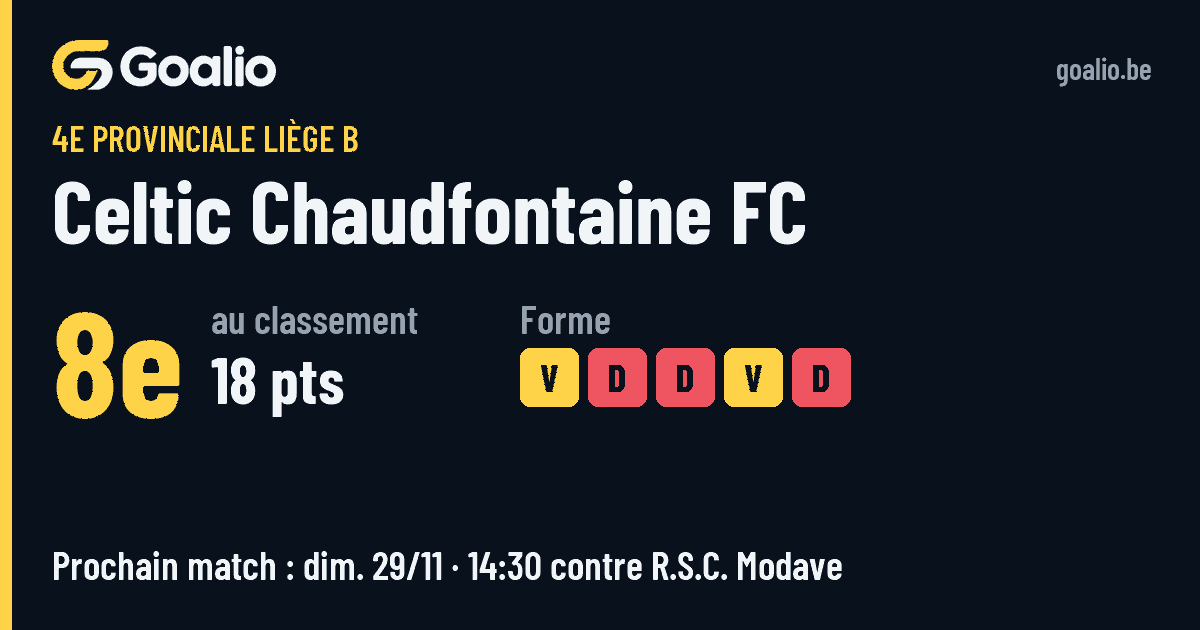 Goalio
goalio.be
4E PROVINCIALE LIÈGE B
Celtic Chaudfontaine FC
8e
au classement
18 pts
Forme
V D D V D
Prochain match : dim. 29/11 · 14:30 contre R.S.C. Modave